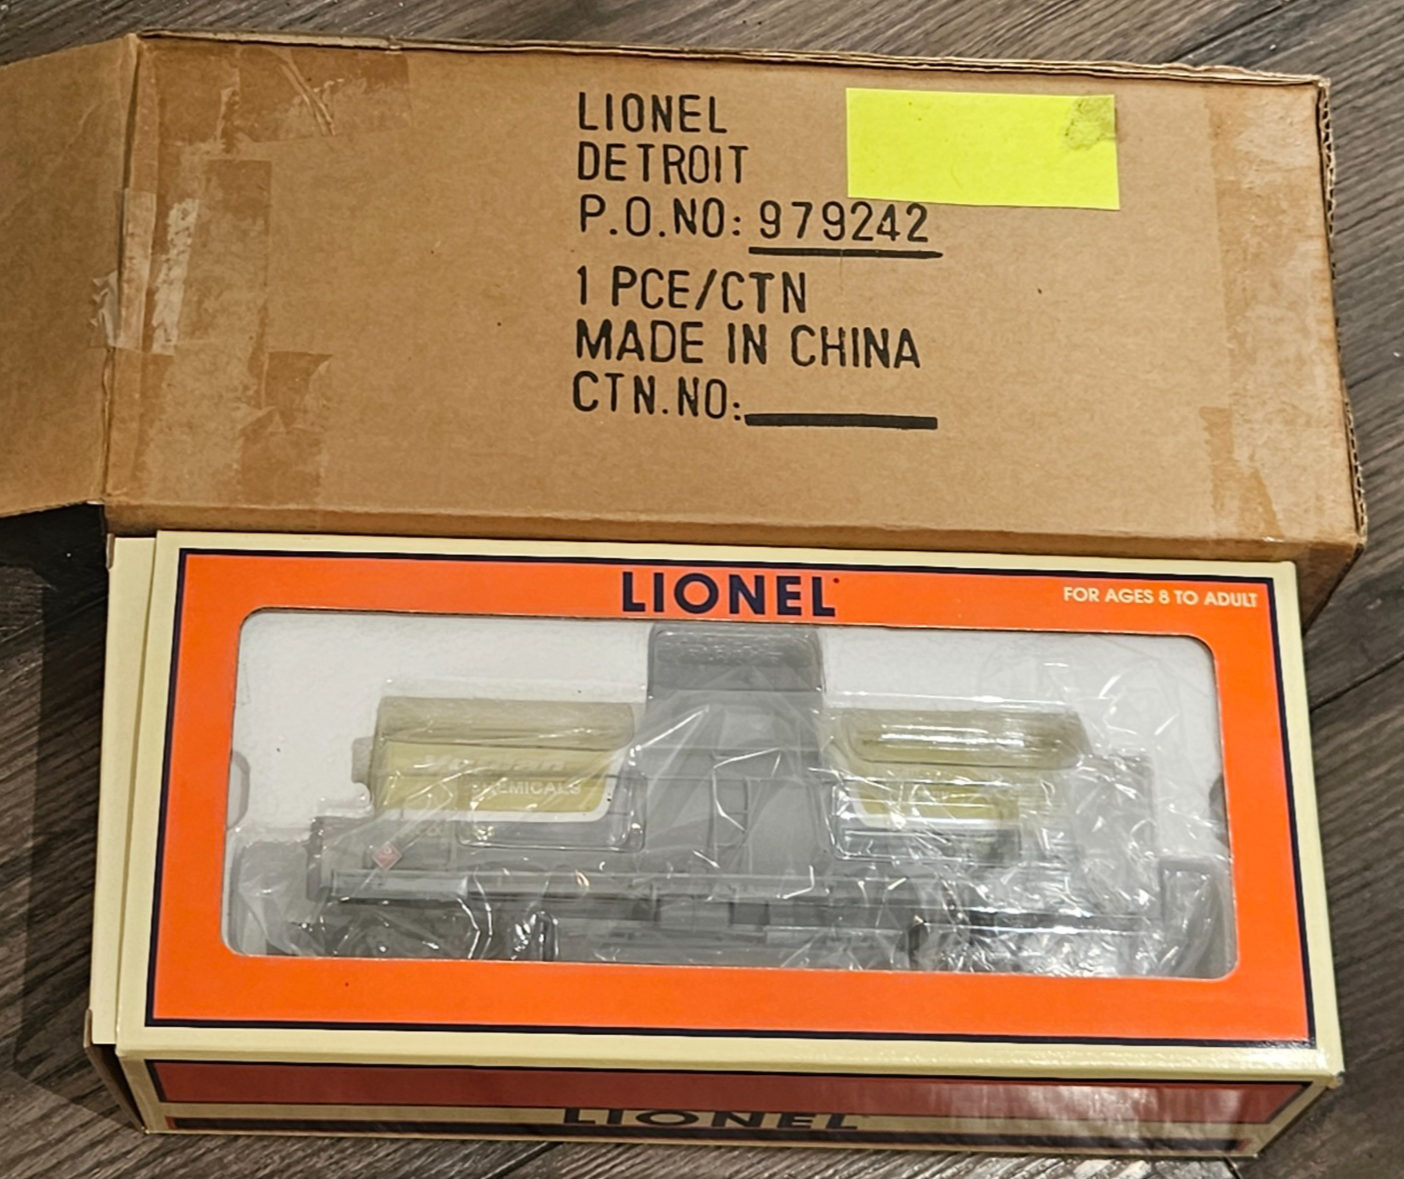 LIONEL
DETROIT
P.O.NO: 979242
1 PCE/CTN
MADE IN CHINA
CTN.NO:
LIONEL
FOR AGES 8 TO ADULT
CHEMICALS
LIONEL